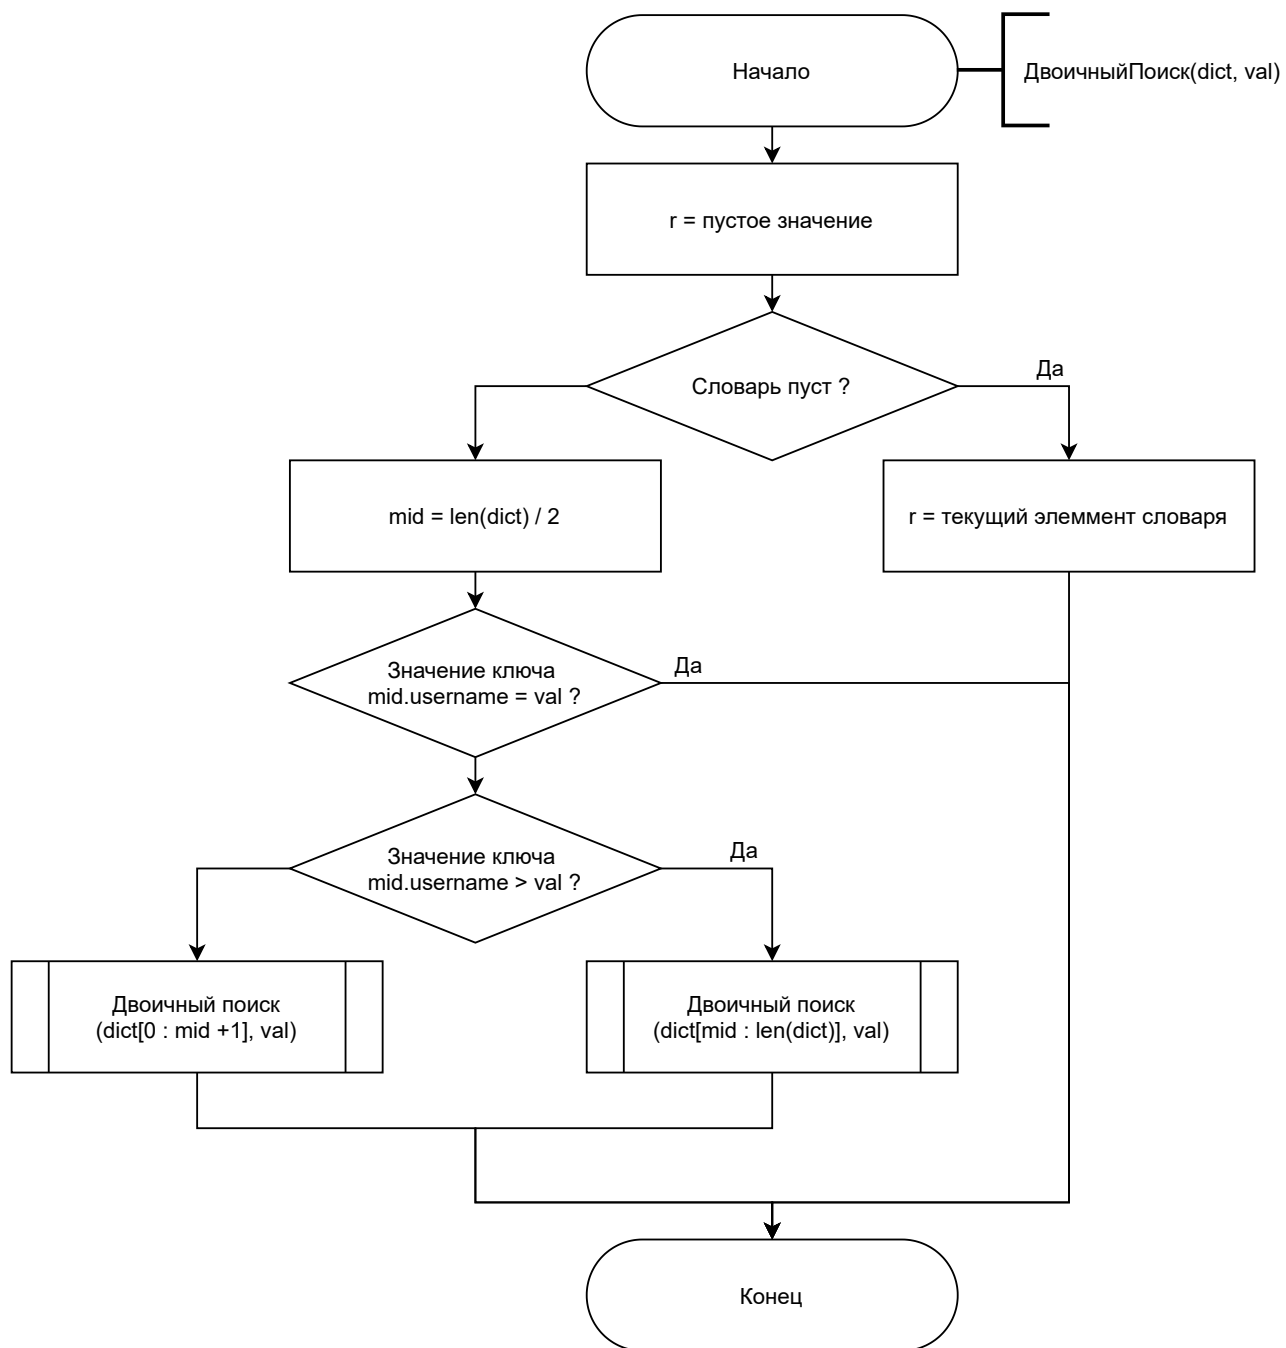 Начало
ДвоичныйПоиск(dict, val)
r = пустое значение
Словарь пуст ?
Да
mid = len(dict) / 2
r = текущий элеммент словаря
Значение ключа
mid.username = val ?
Да
Значение ключа
mid.username > val ?
Да
Двоичный поиск
(dict[0 : mid +1], val)
Двоичный поиск
(dict[mid : len(dict)], val)
Конец